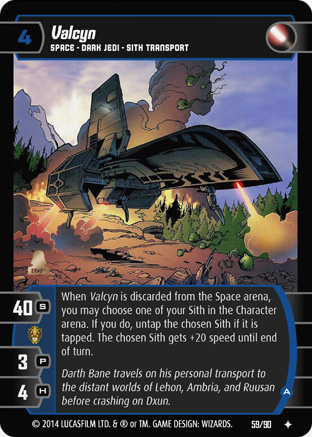 4
Valcyn
SPACE • DARK JEDI • SITH TRANSPORT
40 S
3 P
4 H
When Valcyn is discarded from the Space arena,
you may choose one of your Sith in the Character
arena. If you do, untap the chosen Sith if it is
tapped. The chosen Sith gets +20 speed until end
of turn.
Darth Bane travels on his personal transport to
the distant worlds of Lehon, Ambria, and Ruusan
before crashing on Dxun.
A
© 2014 LUCASFILM LTD. & ® or TM. GAME DESIGN: WIZARDS.
59/90